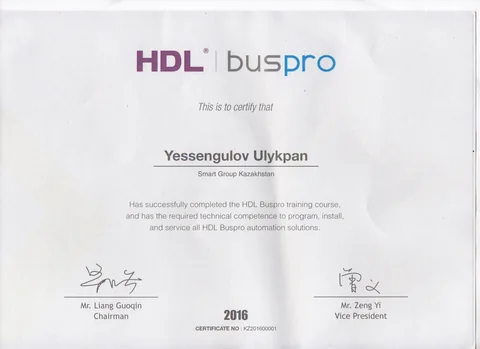 HDL® | buspro
This is to certify that
Yessengulov Ulykpan
Smart Group Kazakhstan
Has successfully completed the HDL Buspro training course,
and has the required technical competence to program, install,
and service all HDL Buspro automation solutions.
Mr. Liang Guoqin
Chairman
2016
CERTIFICATE NO : KZ201600001
Mr. Zeng Yi
Vice President